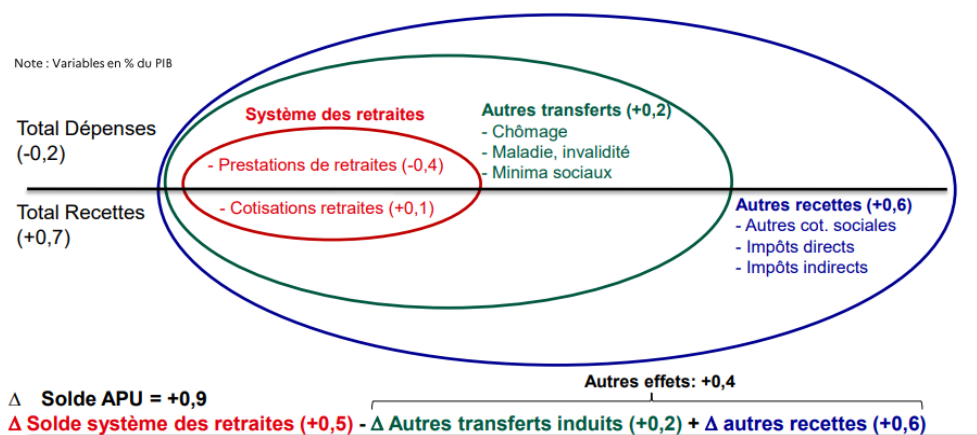 Note : Variables en % du PIB
Total Dépenses
(-0,2)
Système des retraites
- Prestations de retraites (-0,4)
Autres transferts (+0,2)
- Chômage
- Maladie, invalidité
- Minima sociaux
Total Recettes
(+0,7)
- Cotisations retraites (+0,1)
Autres recettes (+0,6)
- Autres cot. sociales
- Impôts directs
- Impôts indirects
Autres effets: +0,4
Δ Solde APU = +0,9
Δ Solde système des retraites (+0,5) - Δ Autres transferts induits (+0,2) + Δ autres recettes (+0,6)